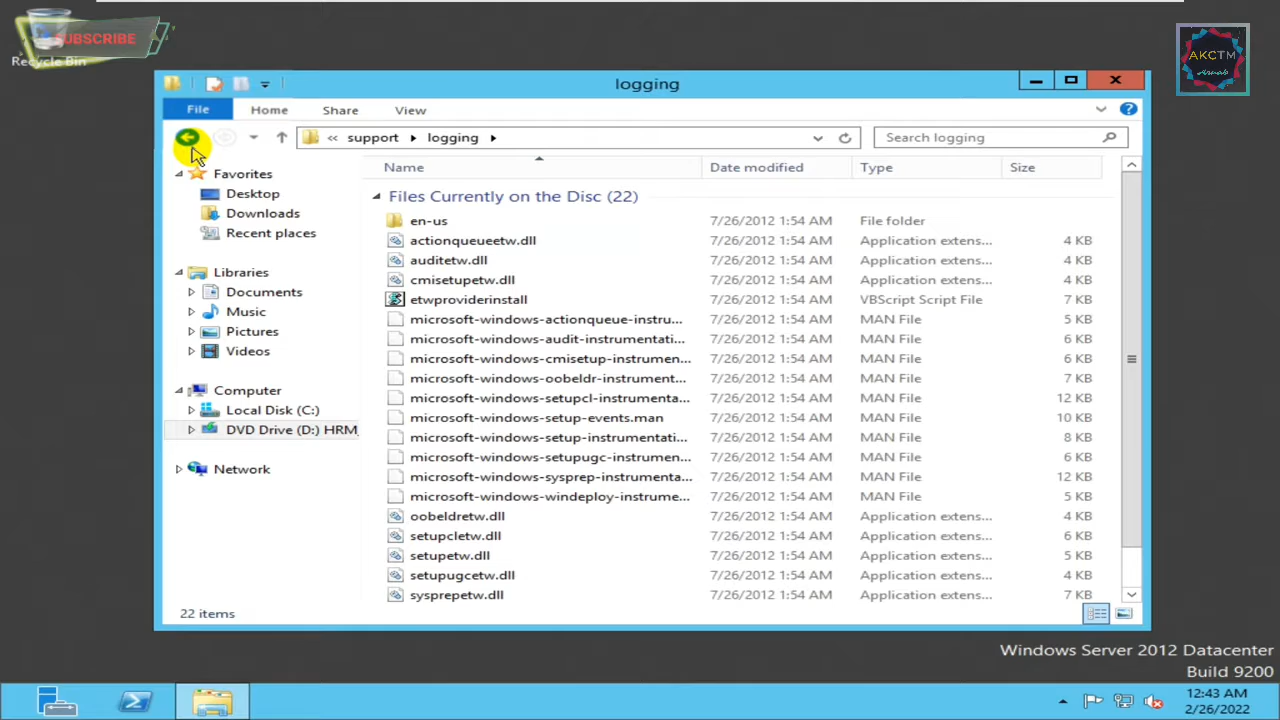 SUBSCRIBE
Recycle Bin
AKCTM
Arnab
logging
File Home Share View
« support logging
Search logging
Name Date modified Type Size
Favorites
Desktop
Downloads
Recent places
Libraries
Documents
Music
Pictures
Videos
Computer
Local Disk (C:)
DVD Drive (D:) HRM_
Network
Files Currently on the Disc (22)
en-us 7/26/2012 1:54 AM File folder
actionqueueetw.dll 7/26/2012 1:54 AM Application extens... 4 KB
auditetw.dll 7/26/2012 1:54 AM Application extens... 4 KB
cmisetupetw.dll 7/26/2012 1:54 AM Application extens... 4 KB
etwproviderinstall 7/26/2012 1:54 AM VBScript Script File 7 KB
microsoft-windows-actionqueue-instru... 7/26/2012 1:54 AM MAN File 5 KB
microsoft-windows-audit-instrumentati... 7/26/2012 1:54 AM MAN File 6 KB
microsoft-windows-cmisetup-instrumen... 7/26/2012 1:54 AM MAN File 6 KB
microsoft-windows-oobeldr-instrument... 7/26/2012 1:54 AM MAN File 7 KB
microsoft-windows-setupcl-instrumenta... 7/26/2012 1:54 AM MAN File 12 KB
microsoft-windows-setup-events.man 7/26/2012 1:54 AM MAN File 10 KB
microsoft-windows-setup-instrumentati... 7/26/2012 1:54 AM MAN File 8 KB
microsoft-windows-setupugc-instrumen... 7/26/2012 1:54 AM MAN File 6 KB
microsoft-windows-sysprep-instrumenta... 7/26/2012 1:54 AM MAN File 12 KB
microsoft-windows-windeploy-instrume... 7/26/2012 1:54 AM MAN File 5 KB
oobeldretw.dll 7/26/2012 1:54 AM Application extens... 4 KB
setupcletw.dll 7/26/2012 1:54 AM Application extens... 6 KB
setupetw.dll 7/26/2012 1:54 AM Application extens... 5 KB
setupugcetw.dll 7/26/2012 1:54 AM Application extens... 4 KB
sysprepetw.dll 7/26/2012 1:54 AM Application extens... 7 KB
22 items
Windows Server 2012 Datacenter
Build 9200
12:43 AM
2/26/2022